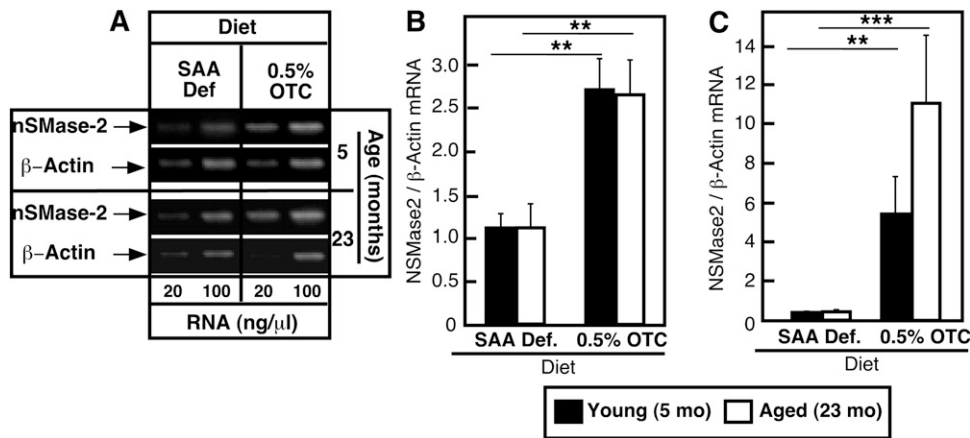 A
Diet
SAA Def
0.5% OTC
nSMase-2
β-Actin
nSMase-2
β-Actin
5
23
Age (months)
20 100 20 100
RNA (ng/μl)
B
**
**
NSMase2 / β-Actin mRNA
3.0
2.5
2.0
1.5
1.0
0.5
0
SAA Def. 0.5% OTC
Diet
C
***
**
NSMase2 / β-Actin mRNA
14
12
10
8
6
4
2
0
SAA Def. 0.5% OTC
Diet
Young (5 mo) Aged (23 mo)